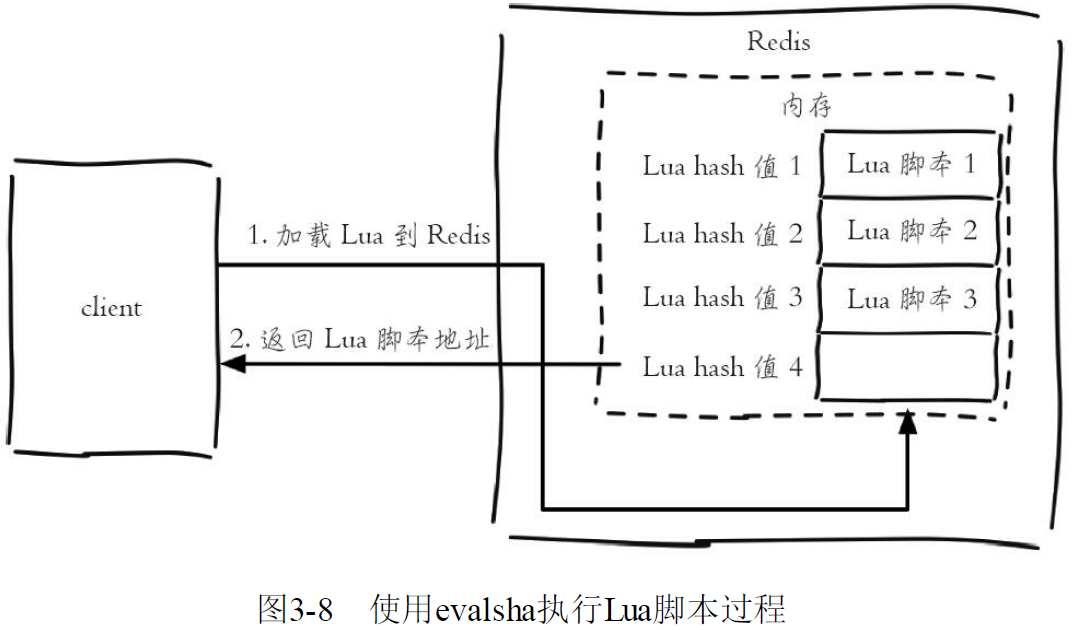 Redis
内存
Lua hash 值 1
Lua 脚本 1
Lua hash 值 2
Lua 脚本 2
Lua hash 值 3
Lua 脚本 3
Lua hash 值 4
client
1. 加载 Lua 到 Redis
2. 返回 Lua 脚本地址
图3-8 使用evalsha执行Lua脚本过程